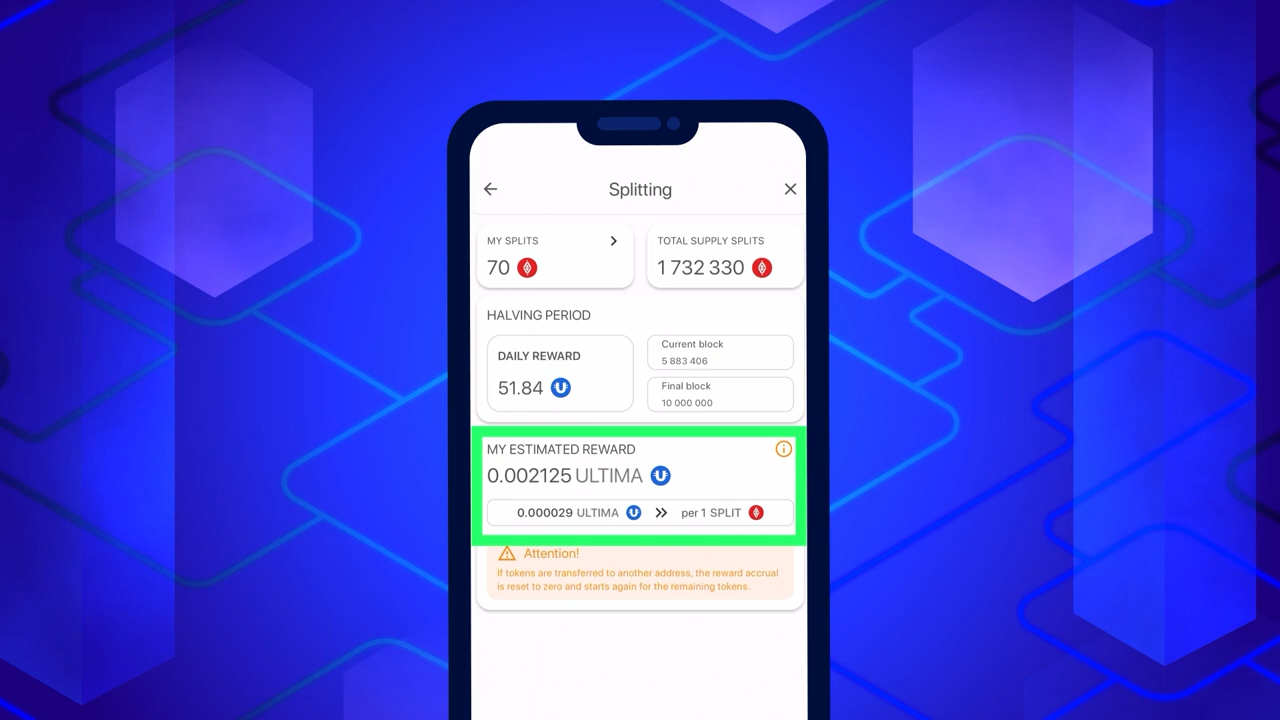 Splitting
MY SPLITS
70
TOTAL SUPPLY SPLITS
1 732 330
HALVING PERIOD
DAILY REWARD
51.84
Current block
5 883 406
Final block
10 000 000
MY ESTIMATED REWARD
0.002125 ULTIMA
0.000029 ULTIMA >> per 1 SPLIT
Attention!
If tokens are transferred to another address, the reward accrual
is reset to zero and starts again for the remaining tokens.